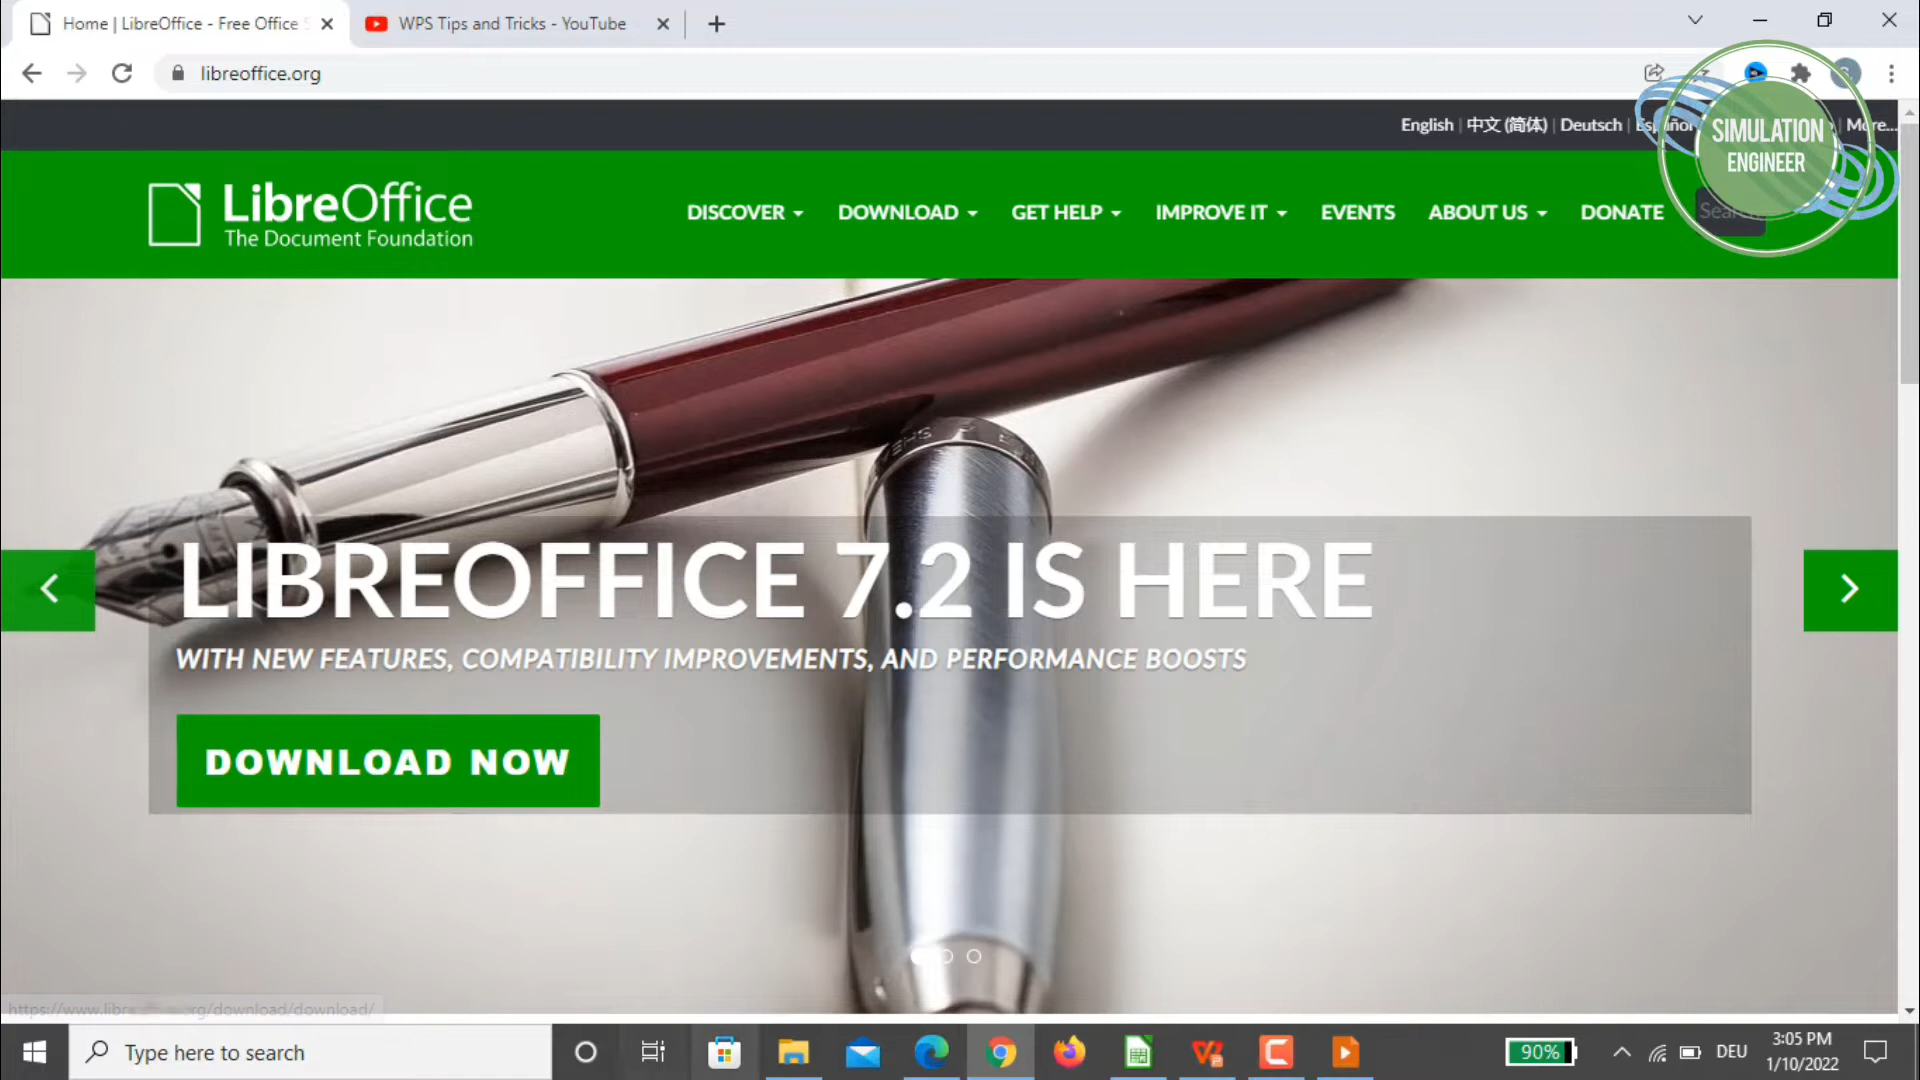 Home | LibreOffice - Free Office
WPS Tips and Tricks - YouTube
libreoffice.org
English | 中文 (简体) | Deutsch | Español | More...
SIMULATION
ENGINEER
LibreOffice
The Document Foundation
DISCOVER
DOWNLOAD
GET HELP
IMPROVE IT
EVENTS
ABOUT US
DONATE
LIBREOFFICE 7.2 IS HERE
WITH NEW FEATURES, COMPATIBILITY IMPROVEMENTS, AND PERFORMANCE BOOSTS
DOWNLOAD NOW
Type here to search
90%
DEU
3:05 PM
1/10/2022